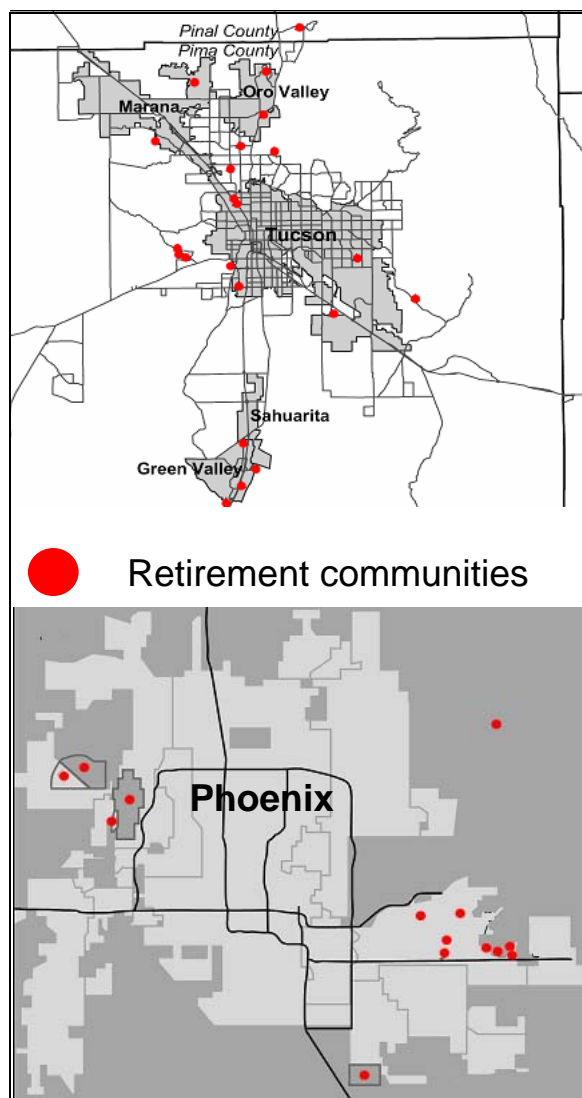 Pinal County
Pima County
Oro Valley
Marana
Tucson
Sahuarita
Green Valley
Retirement communities
Phoenix